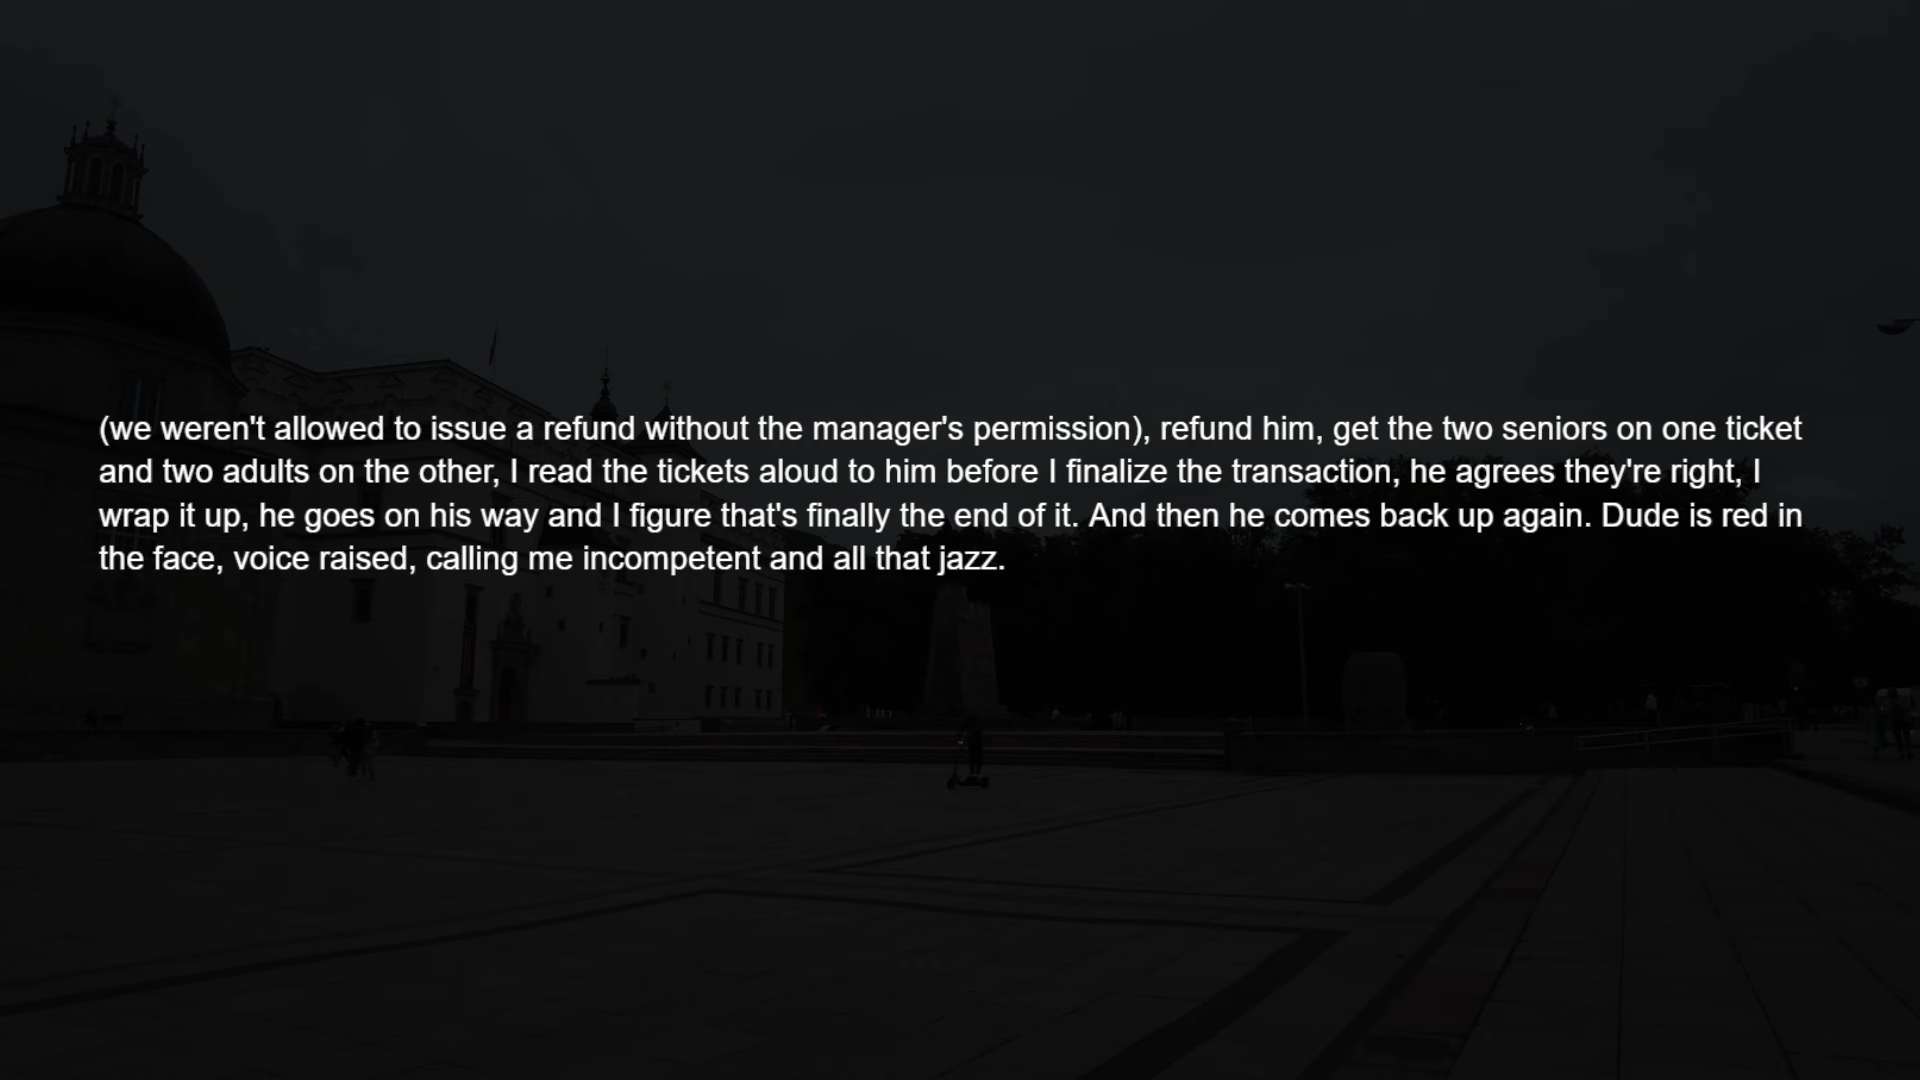 (we weren't allowed to issue a refund without the manager's permission), refund him, get the two seniors on one ticket
and two adults on the other, I read the tickets aloud to him before I finalize the transaction, he agrees they're right, I
wrap it up, he goes on his way and I figure that's finally the end of it. And then he comes back up again. Dude is red in
the face, voice raised, calling me incompetent and all that jazz.